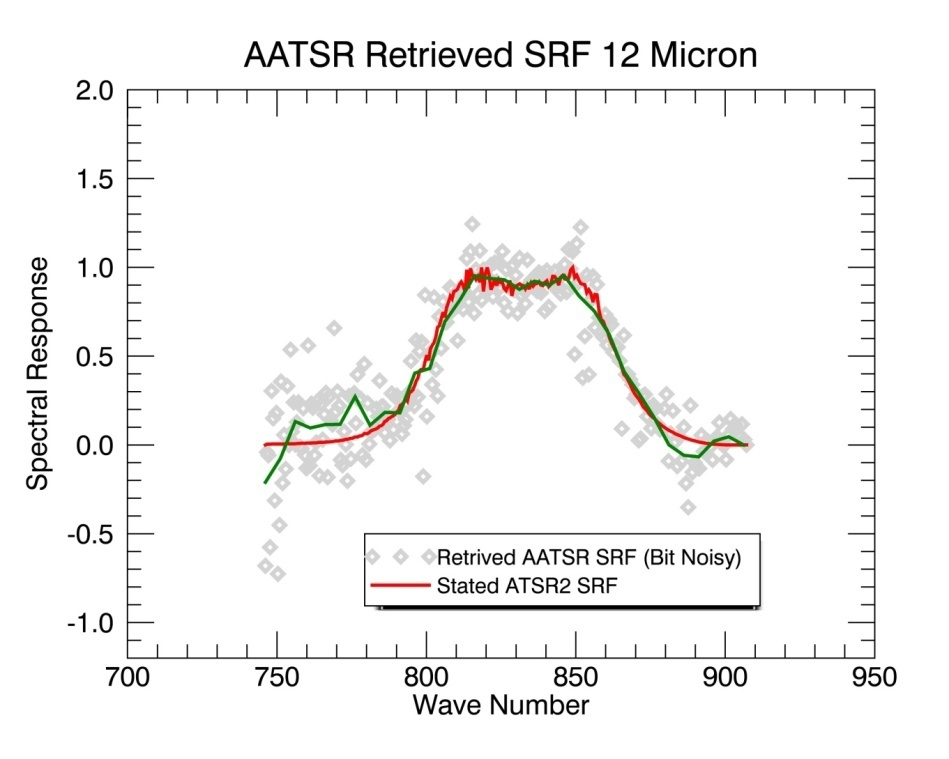 AATSR Retrieved SRF 12 Micron
2.0
1.5
1.0
0.5
0.0
-0.5
-1.0
Spectral Response
Retrived AATSR SRF (Bit Noisy)
Stated ATSR2 SRF
700 750 800 850 900 950
Wave Number